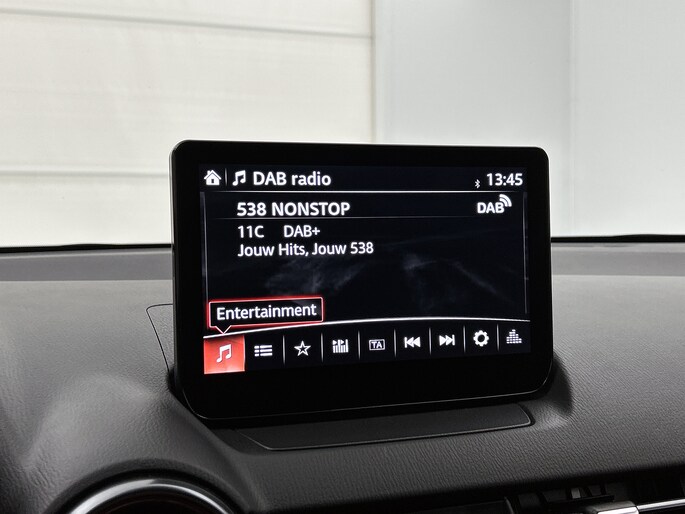 DAB radio
13:45
538 NONSTOP
DAB
11C DAB+
Jouw Hits, Jouw 538
Entertainment
TA